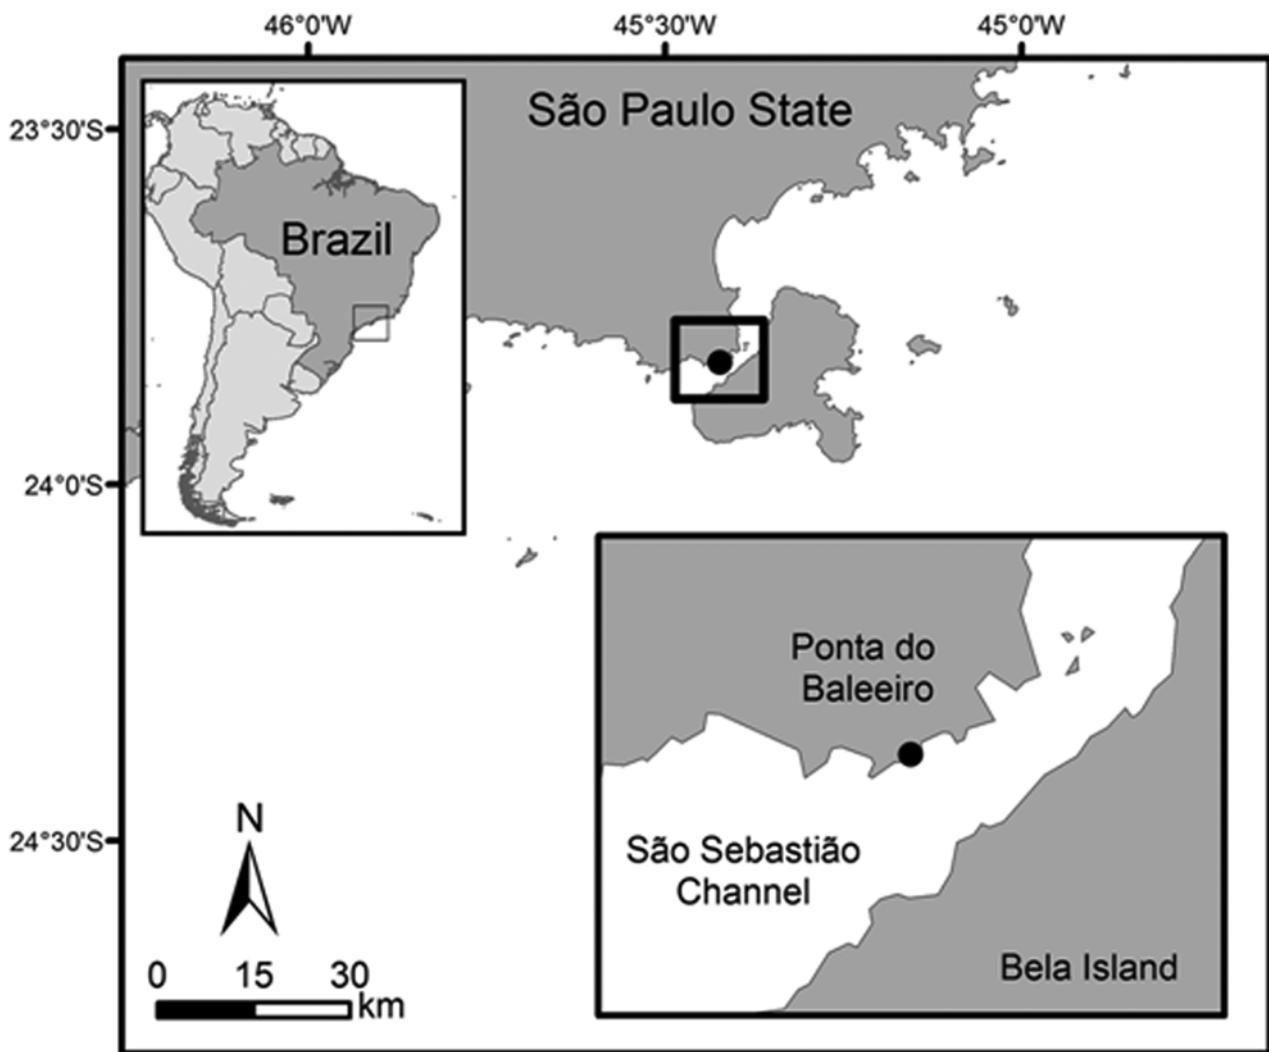 46°0'W
45°30'W
45°0'W
São Paulo State
23°30'S
Brazil
24°0'S
Ponta do
Baleeiro
24°30'S
N
São Sebastião
Channel
Bela Island
0 15 30
km